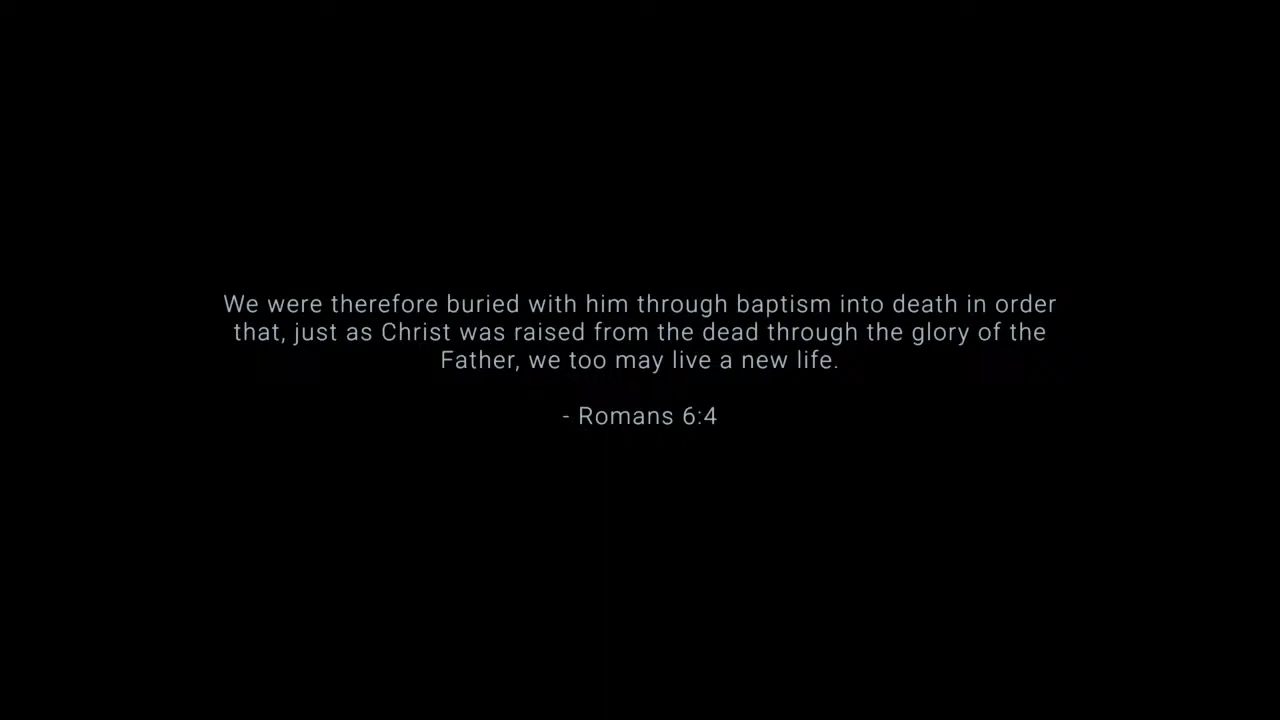 We were therefore buried with him through baptism into death in order
that, just as Christ was raised from the dead through the glory of the
Father, we too may live a new life.
- Romans 6:4